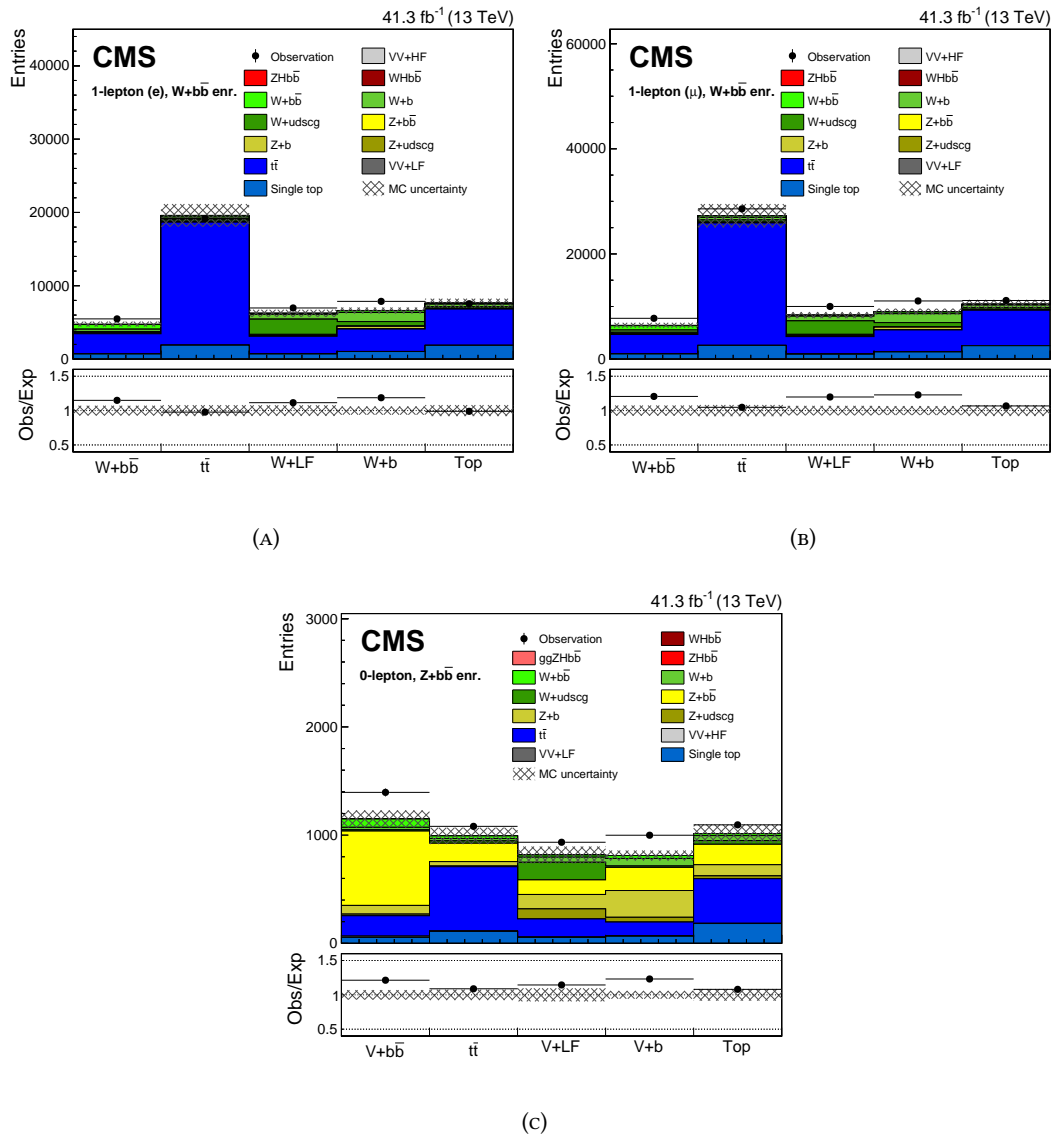 41.3 fb⁻¹ (13 TeV)
Entries
CMS
1-lepton (e), W+bb̅ enr.
Observation
VV+HF
ZHbb̅
WHbb̅
W+bb̅
W+b
W+udscg
Z+bb̅
Z+b
Z+udscg
tt̅
VV+LF
Single top
MC uncertainty
40000
30000
20000
10000
0
Obs/Exp
1.5
1
0.5
W+bb̅ tt̅ W+LF W+b Top
(A)
41.3 fb⁻¹ (13 TeV)
Entries
CMS
1-lepton (μ), W+bb̅ enr.
Observation
VV+HF
ZHbb̅
WHbb̅
W+bb̅
W+b
W+udscg
Z+bb̅
Z+b
Z+udscg
tt̅
VV+LF
Single top
MC uncertainty
60000
40000
20000
0
Obs/Exp
1.5
1
0.5
W+bb̅ tt̅ W+LF W+b Top
(B)
41.3 fb⁻¹ (13 TeV)
Entries
CMS
0-lepton, Z+bb̅ enr.
Observation
WHbb̅
ggZHbb̅
ZHbb̅
W+bb̅
W+b
W+udscg
Z+bb̅
Z+b
Z+udscg
tt̅
VV+HF
VV+LF
Single top
MC uncertainty
3000
2000
1000
0
Obs/Exp
1.5
1
0.5
V+bb̅ tt̅ V+LF V+b Top
(C)